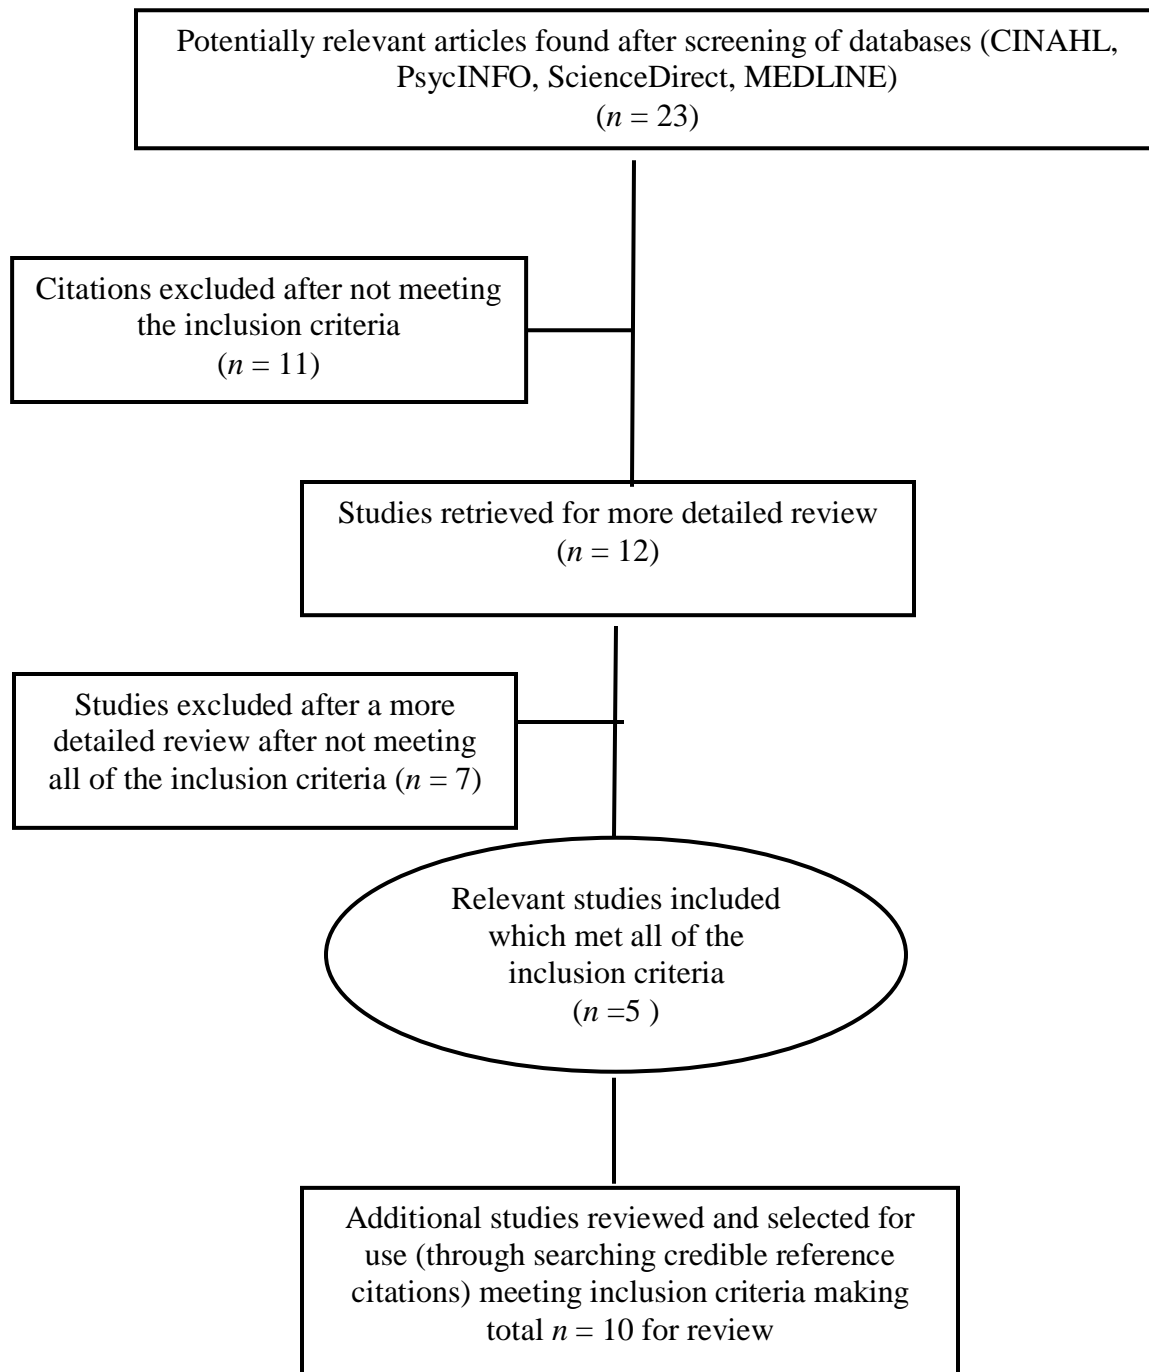 Potentially relevant articles found after screening of databases (CINAHL,
PsycINFO, ScienceDirect, MEDLINE)
(n = 23)
Citations excluded after not meeting
the inclusion criteria
(n = 11)
Studies retrieved for more detailed review
(n = 12)
Studies excluded after a more
detailed review after not meeting
all of the inclusion criteria (n = 7)
Relevant studies included
which met all of the
inclusion criteria
(n =5 )
Additional studies reviewed and selected for
use (through searching credible reference
citations) meeting inclusion criteria making
total n = 10 for review